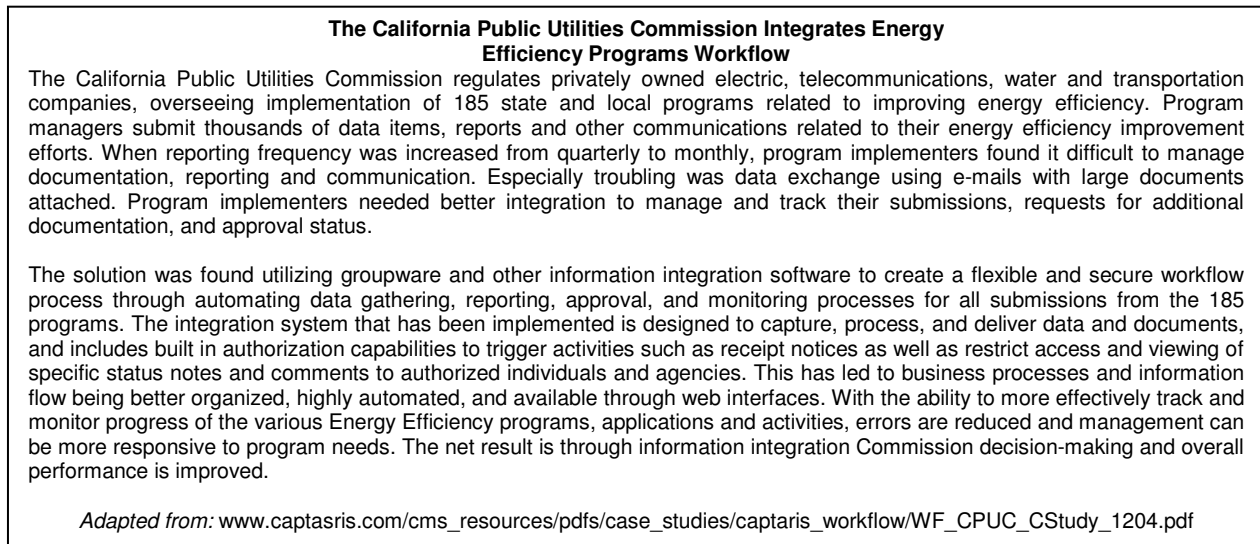 The California Public Utilities Commission Integrates Energy
Efficiency Programs Workflow
The California Public Utilities Commission regulates privately owned electric, telecommunications, water and transportation
companies, overseeing implementation of 185 state and local programs related to improving energy efficiency. Program
managers submit thousands of data items, reports and other communications related to their energy efficiency improvement
efforts. When reporting frequency was increased from quarterly to monthly, program implementers found it difficult to manage
documentation, reporting and communication. Especially troubling was data exchange using e-mails with large documents
attached. Program implementers needed better integration to manage and track their submissions, requests for additional
documentation, and approval status.
The solution was found utilizing groupware and other information integration software to create a flexible and secure workflow
process through automating data gathering, reporting, approval, and monitoring processes for all submissions from the 185
programs. The integration system that has been implemented is designed to capture, process, and deliver data and documents,
and includes built in authorization capabilities to trigger activities such as receipt notices as well as restrict access and viewing of
specific status notes and comments to authorized individuals and agencies. This has led to business processes and information
flow being better organized, highly automated, and available through web interfaces. With the ability to more effectively track and
monitor progress of the various Energy Efficiency programs, applications and activities, errors are reduced and management can
be more responsive to program needs. The net result is through information integration Commission decision-making and overall
performance is improved.
Adapted from: www.captasris.com/cms_resources/pdfs/case_studies/captaris_workflow/WF_CPUC_CStudy_1204.pdf